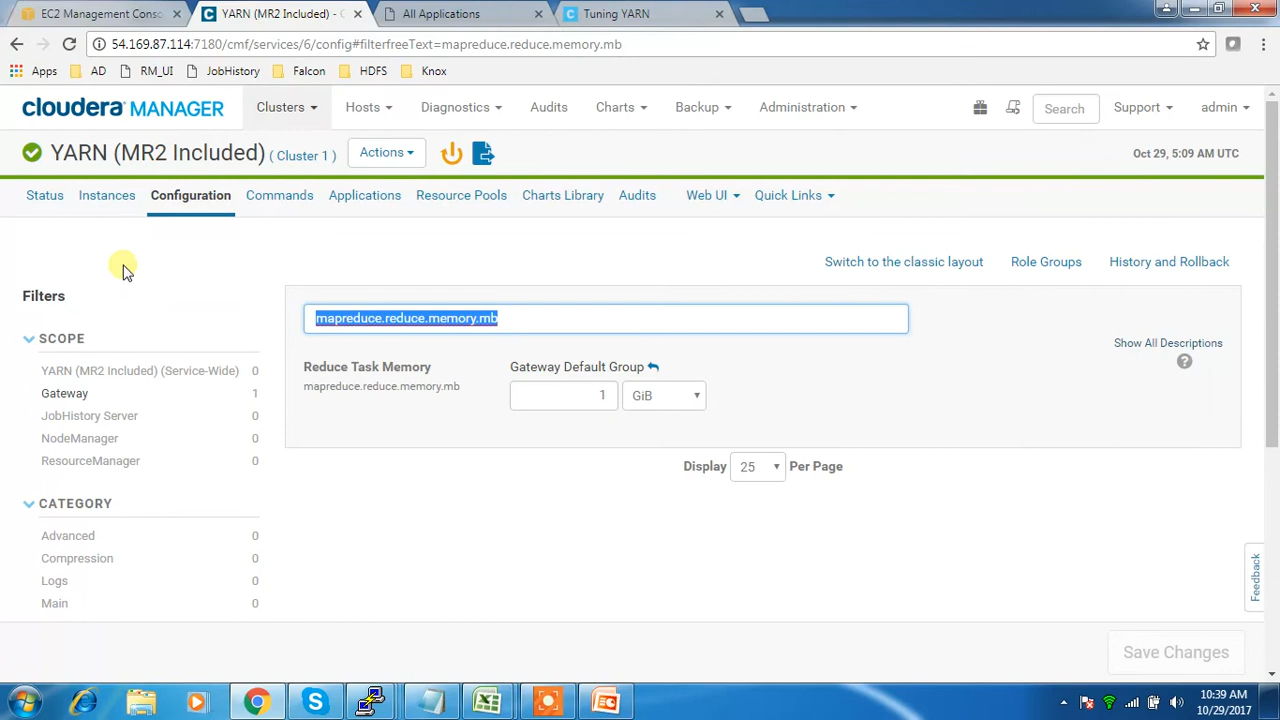 EC2 Management Conso
YARN (MR2 Included) - C
All Applications
Tuning YARN
54.169.87.114:7180/cmf/services/6/config#filterfreeText=mapreduce.reduce.memory.mb
Apps AD RM_UI JobHistory Falcon HDFS Knox
cloudera MANAGER Clusters Hosts Diagnostics Audits Charts Backup Administration Search Support admin
YARN (MR2 Included) ( Cluster 1 ) Actions Oct 29, 5:09 AM UTC
Status Instances Configuration Commands Applications Resource Pools Charts Library Audits Web UI Quick Links
Switch to the classic layout Role Groups History and Rollback
Filters
mapreduce.reduce.memory.mb
SCOPE
Show All Descriptions
Reduce Task Memory Gateway Default Group
mapreduce.reduce.memory.mb
1 GiB
YARN (MR2 Included) (Service-Wide) 0
Gateway 1
JobHistory Server 0
NodeManager 0
ResourceManager 0
Display 25 Per Page
CATEGORY
Advanced 0
Compression 0
Logs 0
Main 0
Feedback
Save Changes
10:39 AM
10/29/2017